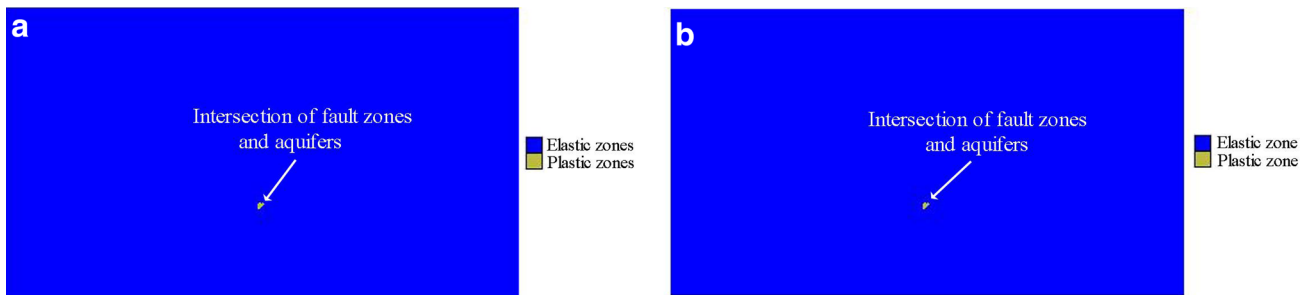 a
Intersection of fault zones
and aquifers
Elastic zones
Plastic zones
b
Intersection of fault zones
and aquifers
Elastic zone
Plastic zone